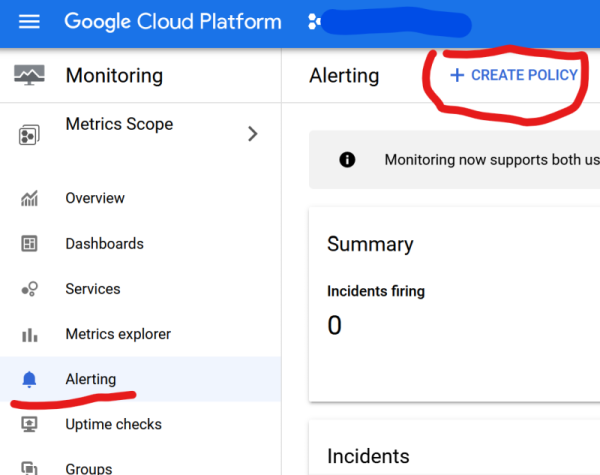 Google Cloud Platform
Monitoring
Alerting
+ CREATE POLICY
Metrics Scope
Monitoring now supports both us
Overview
Dashboards
Services
Metrics explorer
Alerting
Uptime checks
Groups
Summary
Incidents firing
0
Incidents